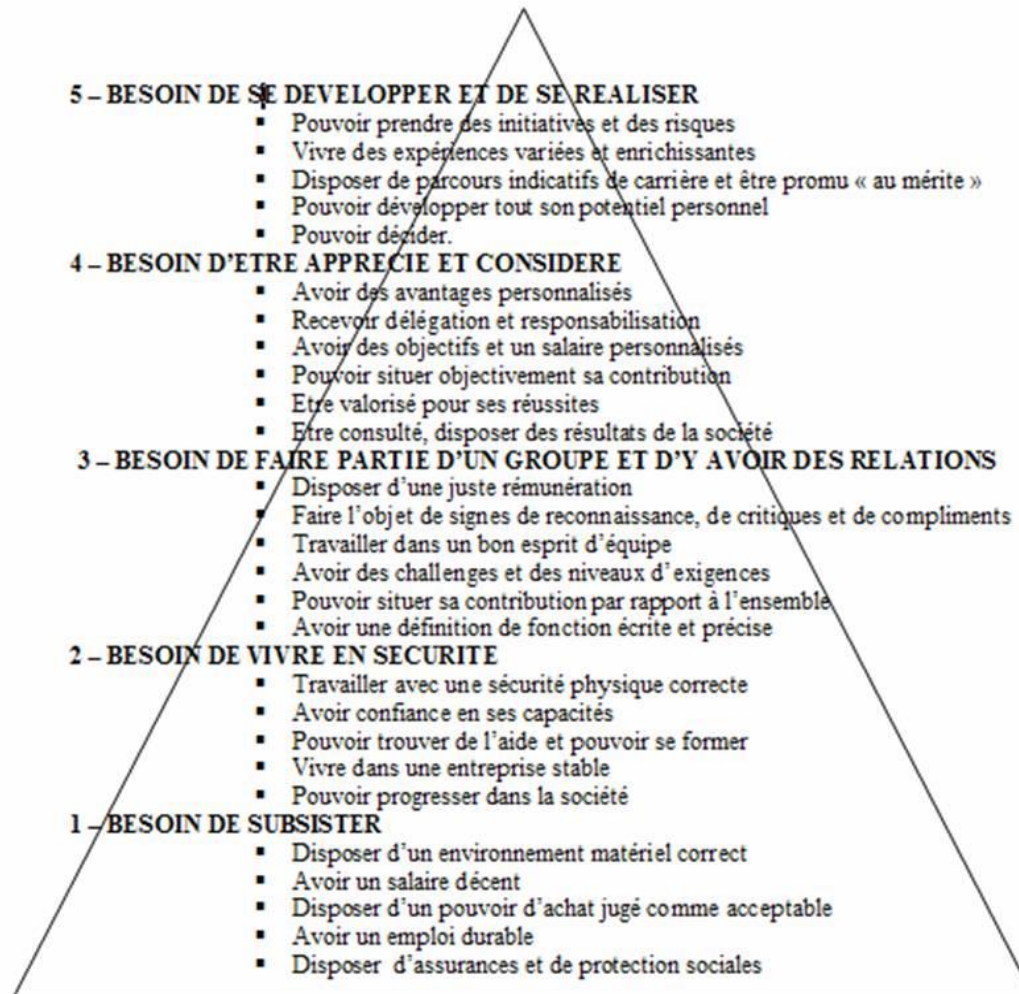 5 – BESOIN DE SE DEVELOPPER ET DE SE REALISER
▪ Pouvoir prendre des initiatives et des risques
▪ Vivre des expériences variées et enrichissantes
▪ Disposer de parcours indicatifs de carrière et être promu « au mérite »
▪ Pouvoir développer tout son potentiel personnel
▪ Pouvoir décider.
4 – BESOIN D'ETRE APPRECIE ET CONSIDERE
▪ Avoir des avantages personnalisés
▪ Recevoir délégation et responsabilisation
▪ Avoir des objectifs et un salaire personnalisés
▪ Pouvoir situer objectivement sa contribution
▪ Etre valorisé pour ses réussites
▪ Etre consulté, disposer des résultats de la société
3 – BESOIN DE FAIRE PARTIE D'UN GROUPE ET D'Y AVOIR DES RELATIONS
▪ Disposer d'une juste rémunération
▪ Faire l'objet de signes de reconnaissance, de critiques et de compliments
▪ Travailler dans un bon esprit d'équipe
▪ Avoir des challenges et des niveaux d'exigences
▪ Pouvoir situer sa contribution par rapport à l'ensemble
▪ Avoir une définition de fonction écrite et précise
2 – BESOIN DE VIVRE EN SECURITE
▪ Travailler avec une sécurité physique correcte
▪ Avoir confiance en ses capacités
▪ Pouvoir trouver de l'aide et pouvoir se former
▪ Vivre dans une entreprise stable
▪ Pouvoir progresser dans la société
1 – BESOIN DE SUBSISTER
▪ Disposer d'un environnement matériel correct
▪ Avoir un salaire décent
▪ Disposer d'un pouvoir d'achat jugé comme acceptable
▪ Avoir un emploi durable
▪ Disposer d'assurances et de protection sociales